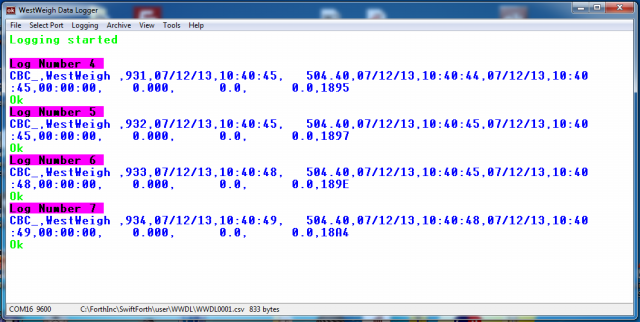 WestWeigh Data Logger
File Select Port Logging Archive View Tools Help
Logging started
Log Number 4
CBC_,WestWeigh ,931,07/12/13,10:40:45,   504.40,07/12/13,10:40:44,07/12/13,10:40
:45,00:00:00,    0.000,      0.0,      0.0,1895
Ok
Log Number 5
CBC_,WestWeigh ,932,07/12/13,10:40:45,   504.40,07/12/13,10:40:45,07/12/13,10:40
:45,00:00:00,    0.000,      0.0,      0.0,1897
Ok
Log Number 6
CBC_,WestWeigh ,933,07/12/13,10:40:48,   504.40,07/12/13,10:40:45,07/12/13,10:40
:48,00:00:00,    0.000,      0.0,      0.0,189E
Ok
Log Number 7
CBC_,WestWeigh ,934,07/12/13,10:40:49,   504.40,07/12/13,10:40:48,07/12/13,10:40
:49,00:00:00,    0.000,      0.0,      0.0,18A4
Ok
COM16 9600 C:\ForthInc\SwiftForth\user\WWDL\WWDL0001.csv 833 bytes